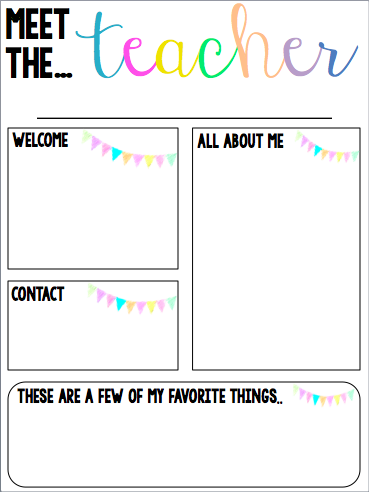 MEET
THE... teacher
WELCOME
ALL ABOUT ME
CONTACT
THESE ARE A FEW OF MY FAVORITE THINGS..